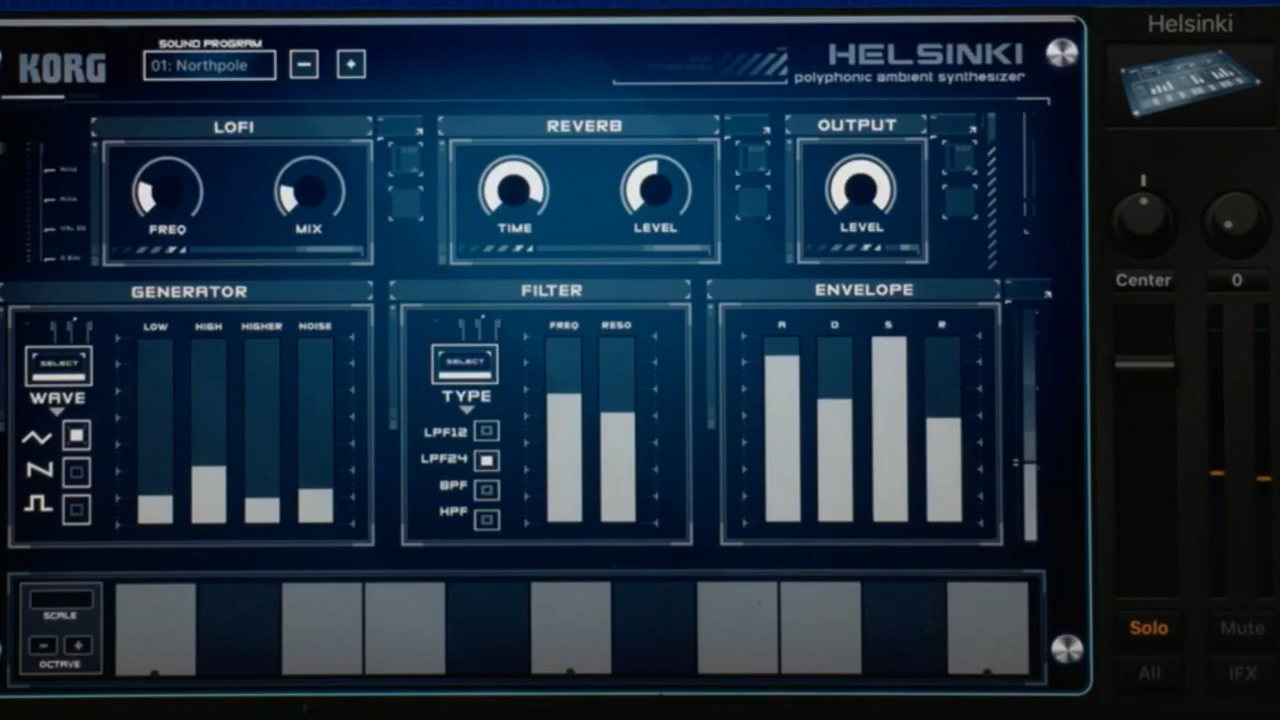 Helsinki
SOUND PROGRAM
KORG
01: Northpole
HELSINKI
polyphonic ambient synthesizer
LOFI
REVERB
OUTPUT
FREQ
MIX
TIME
LEVEL
LEVEL
Center
0
GENERATOR
FILTER
ENVELOPE
LOW
HIGH
HIGHER
NOISE
FREQ
RESO
A
D
S
R
SELECT
SELECT
WAVE
TYPE
LPF12
LPF24
BPF
HPF
SCALE
OCTAVE
Solo
Mute
All
IFX